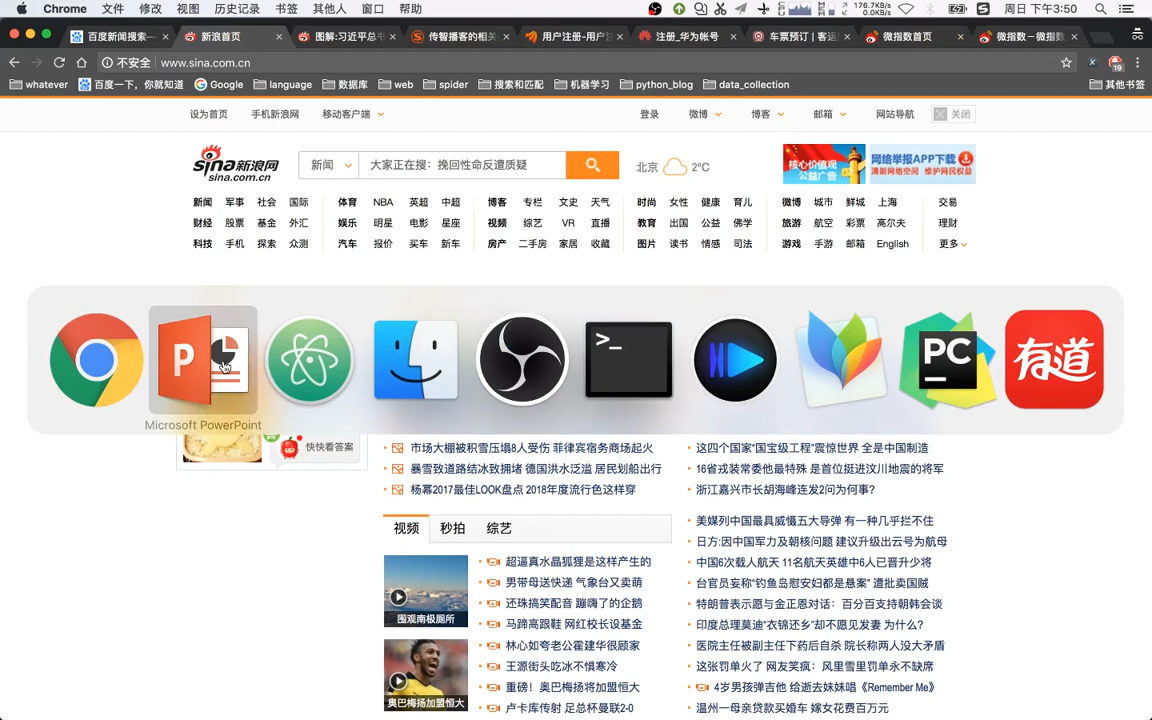 Chrome 文件 修改 视图 历史记录 书签 其他人 窗口 帮助 176.7KB/s 0.0KB/s 周日 下午3:50
百度新闻搜索— 新浪首页 图解:习近平总书 传智播客的相关 用户注册-用户注 注册_华为帐号 车票预订 | 客运 微指数首页 微指数－微指数
不安全 www.sina.com.cn 19
whatever 百度一下，你就知道 Google language 数据库 web spider 搜索和匹配 机器学习 python_blog data_collection 其他书签
设为首页 手机新浪网 移动客户端 登录 微博 博客 邮箱 网站导航 关闭
sina新浪网
sina.com.cn
新闻 大家正在搜：挽回性命反遭质疑 北京 2°C
核心价值观
公益广告
网络举报APP下载
清朗网络空间 维护网民权益
新闻 军事 社会 国际 体育 NBA 英超 中超 博客 专栏 文史 天气 时尚 女性 健康 育儿 微博 城市 鲜城 上海 交易
财经 股票 基金 外汇 娱乐 明星 电影 星座 视频 综艺 VR 直播 教育 出国 公益 佛学 旅游 航空 彩票 高尔夫 理财
科技 手机 探索 众测 汽车 报价 买车 新车 房产 二手房 家居 收藏 图片 读书 情感 司法 游戏 手游 邮箱 English 更多
P
>_
PC
有道
Microsoft PowerPoint
快快看答案
市场大棚被积雪压塌8人受伤 菲律宾宿务商场起火
暴雪致道路结冰致拥堵 德国洪水泛滥 居民划船出行
杨幂2017最佳LOOK盘点 2018年度流行色这样穿
视频 秒拍 综艺
围观南极厕所
奥巴梅扬将加盟恒大
超逼真水晶狐狸是这样产生的
男带母送快递 气象台又卖萌
还珠搞笑配音 蹦嗨了的企鹅
马蹄高跟鞋 网红校长设基金
林心如夸老公霍建华很顾家
王源街头吃冰不惧寒冷
重磅！奥巴梅扬将加盟恒大
卢卡库传射 足总杯曼联2-0
这四个国家"国宝级工程"震惊世界 全是中国制造
16省戎装常委他最特殊 是首位挺进汶川地震的将军
浙江嘉兴市长胡海峰连发2问为何事?
美媒列中国最具威慑五大导弹 有一种几乎拦不住
日方:因中国军力及朝核问题 建议升级出云号为航母
中国6次载人航天 11名航天英雄中6人已晋升少将
台官员妄称"钓鱼岛慰安妇都是悬案" 遭批卖国贼
特朗普表示愿与金正恩对话：百分百支持朝韩会谈
印度总理莫迪"衣锦还乡"却不愿见发妻 为什么?
医院主任被副主任下药后自杀 院长称两人没大矛盾
这张罚单火了 网友笑疯：风里雪里罚单永不缺席
4岁男孩弹吉他 给逝去妹妹唱《Remember Me》
温州一母亲贷款买婚车 嫁女花费百万元